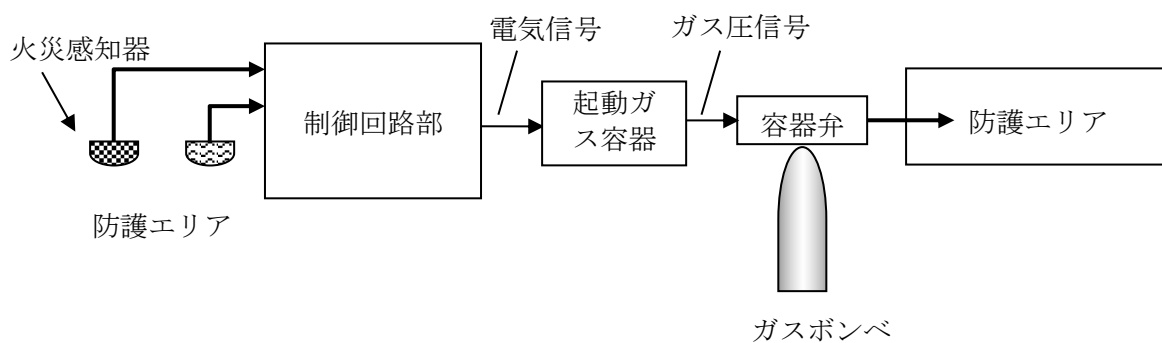 火災感知器
電気信号
ガス圧信号
制御回路部
起動ガ
ス容器
容器弁
防護エリア
防護エリア
ガスボンベ